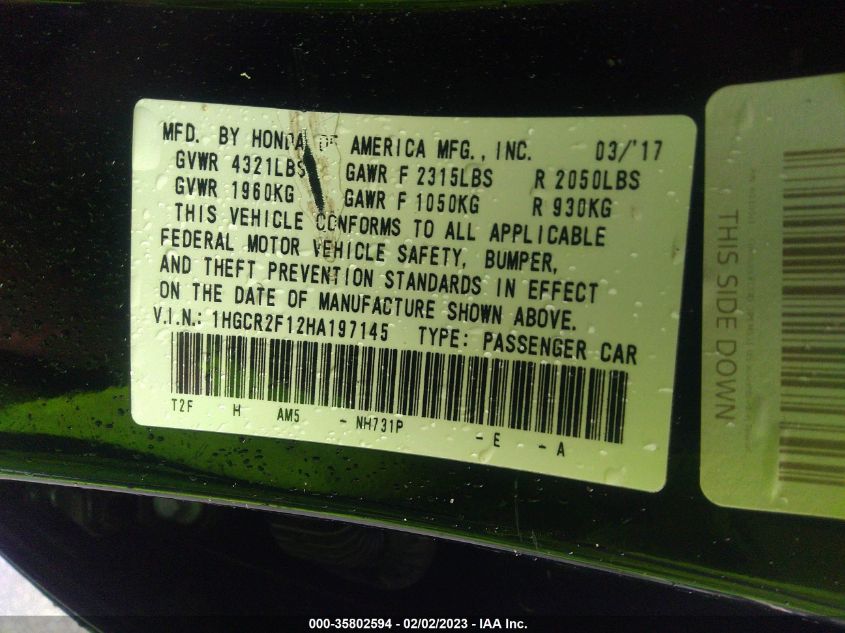 MFD. BY HONDA OF AMERICA MFG., INC. 03/'17
GVWR 4321LBS GAWR F 2315LBS R 2050LBS
GVWR 1960KG GAWR F 1050KG R 930KG
THIS VEHICLE CONFORMS TO ALL APPLICABLE
FEDERAL MOTOR VEHICLE SAFETY, BUMPER,
AND THEFT PREVENTION STANDARDS IN EFFECT
ON THE DATE OF MANUFACTURE SHOWN ABOVE.
V.I.N.: 1HGCR2F12HA197145 TYPE: PASSENGER CAR
T2F H AM5 - NH731P - E - A
THIS SIDE DOWN
000-35802594 - 02/02/2023 - IAA Inc.